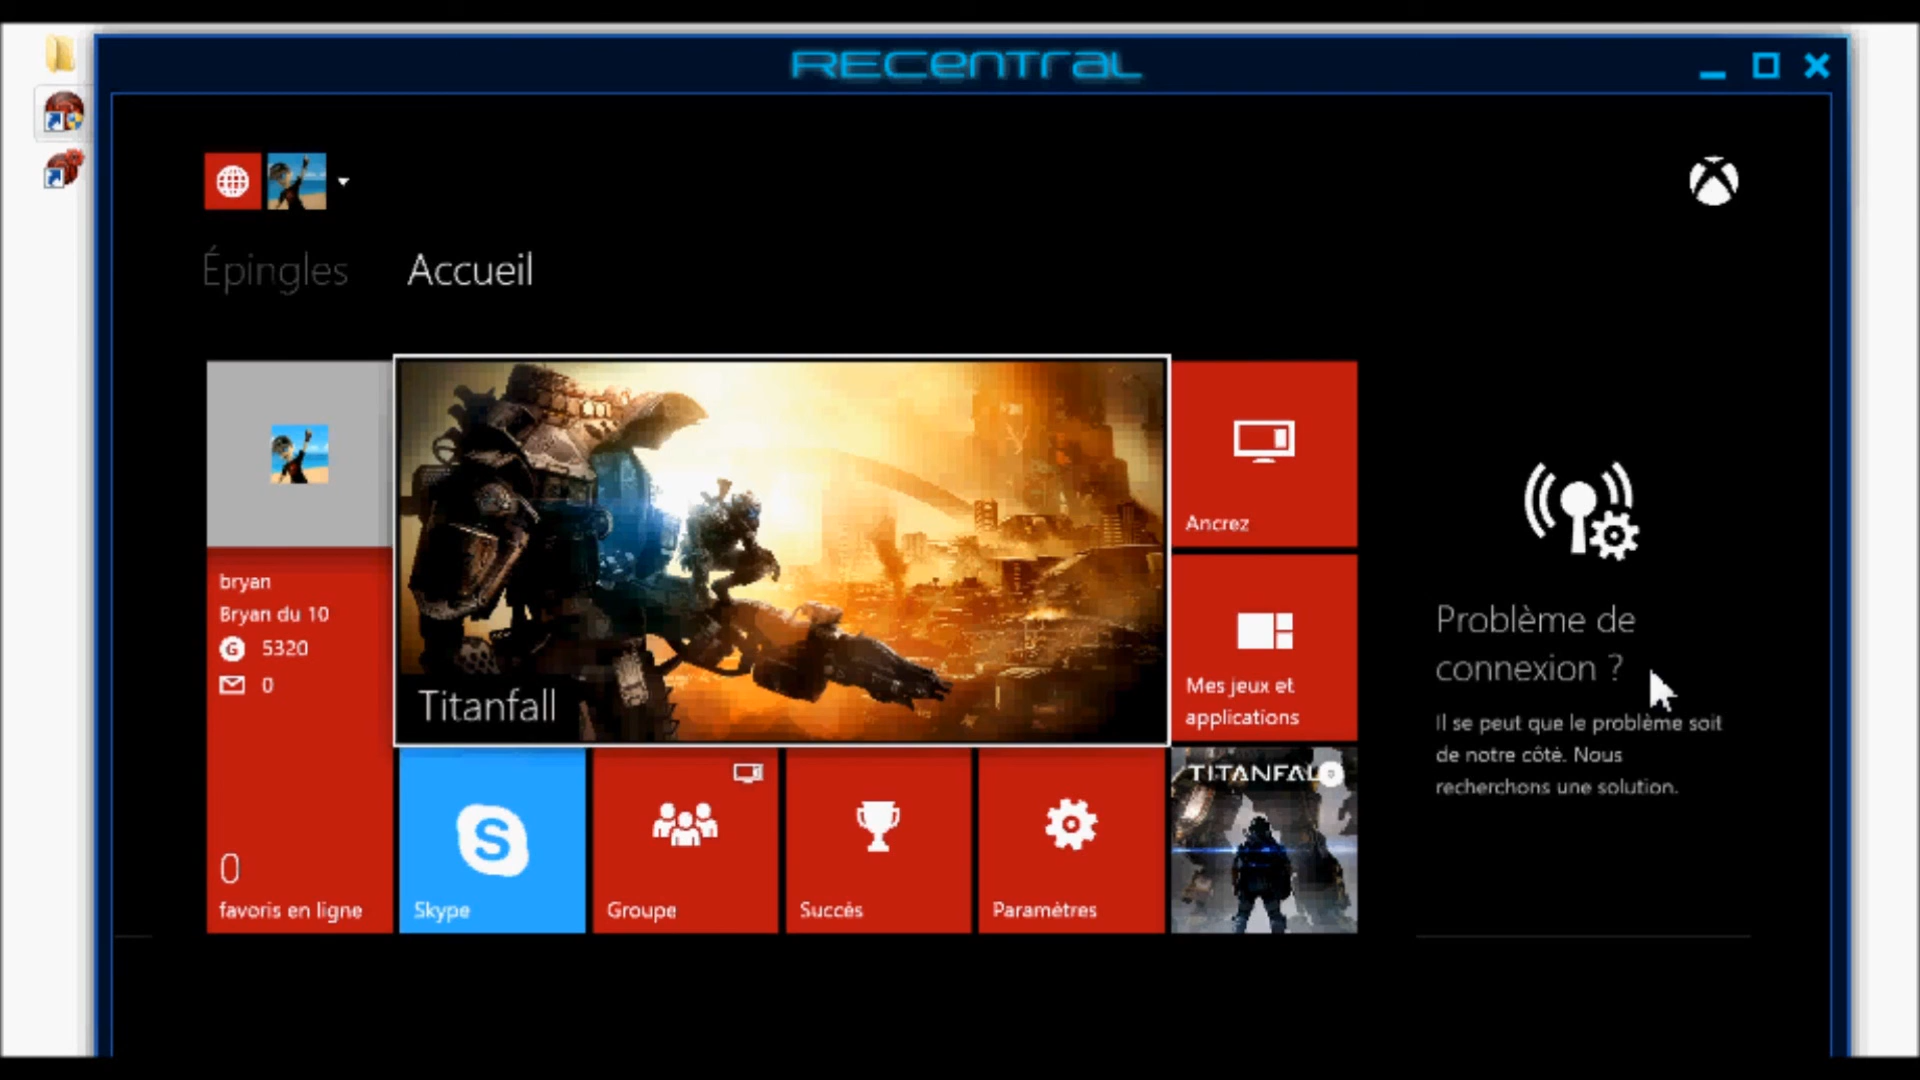 RECENTRAL
Épingles
Accueil
bryan
Bryan du 10
G 5320
0
0
favoris en ligne
Titanfall
Ancrez
Mes jeux et
applications
Skype
Groupe
Succès
Paramètres
TITANFAL
Problème de
connexion ?
Il se peut que le problème soit
de notre côté. Nous
recherchons une solution.